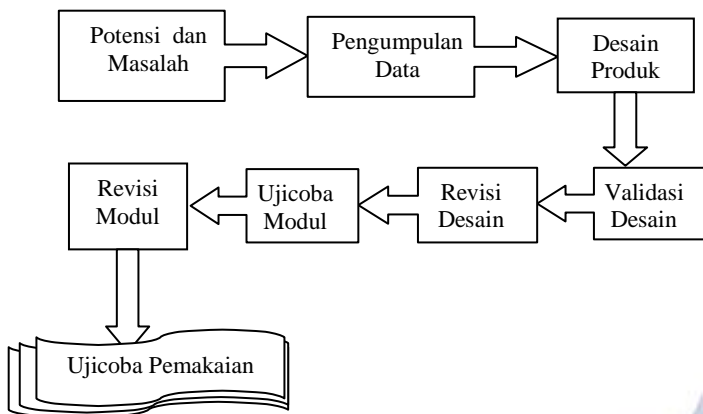 Potensi dan
Masalah
Pengumpulan
Data
Desain
Produk
Validasi
Desain
Revisi
Desain
Ujicoba
Modul
Revisi
Modul
Ujicoba Pemakaian